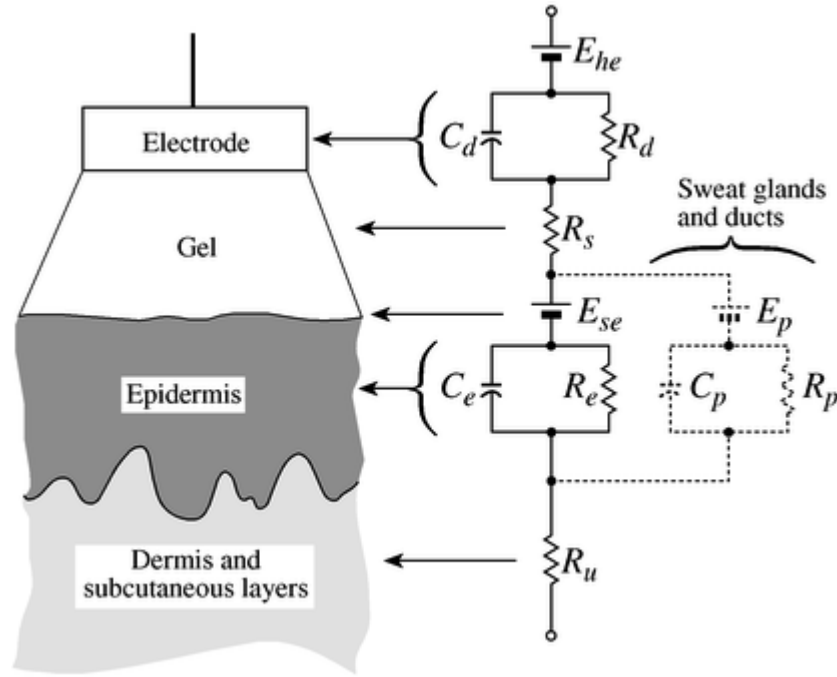 E_he
C_d
R_d
Electrode
Sweat glands
and ducts
R_s
Gel
E_se
E_p
Epidermis
C_e
R_e
C_p
R_p
Dermis and
subcutaneous layers
R_u